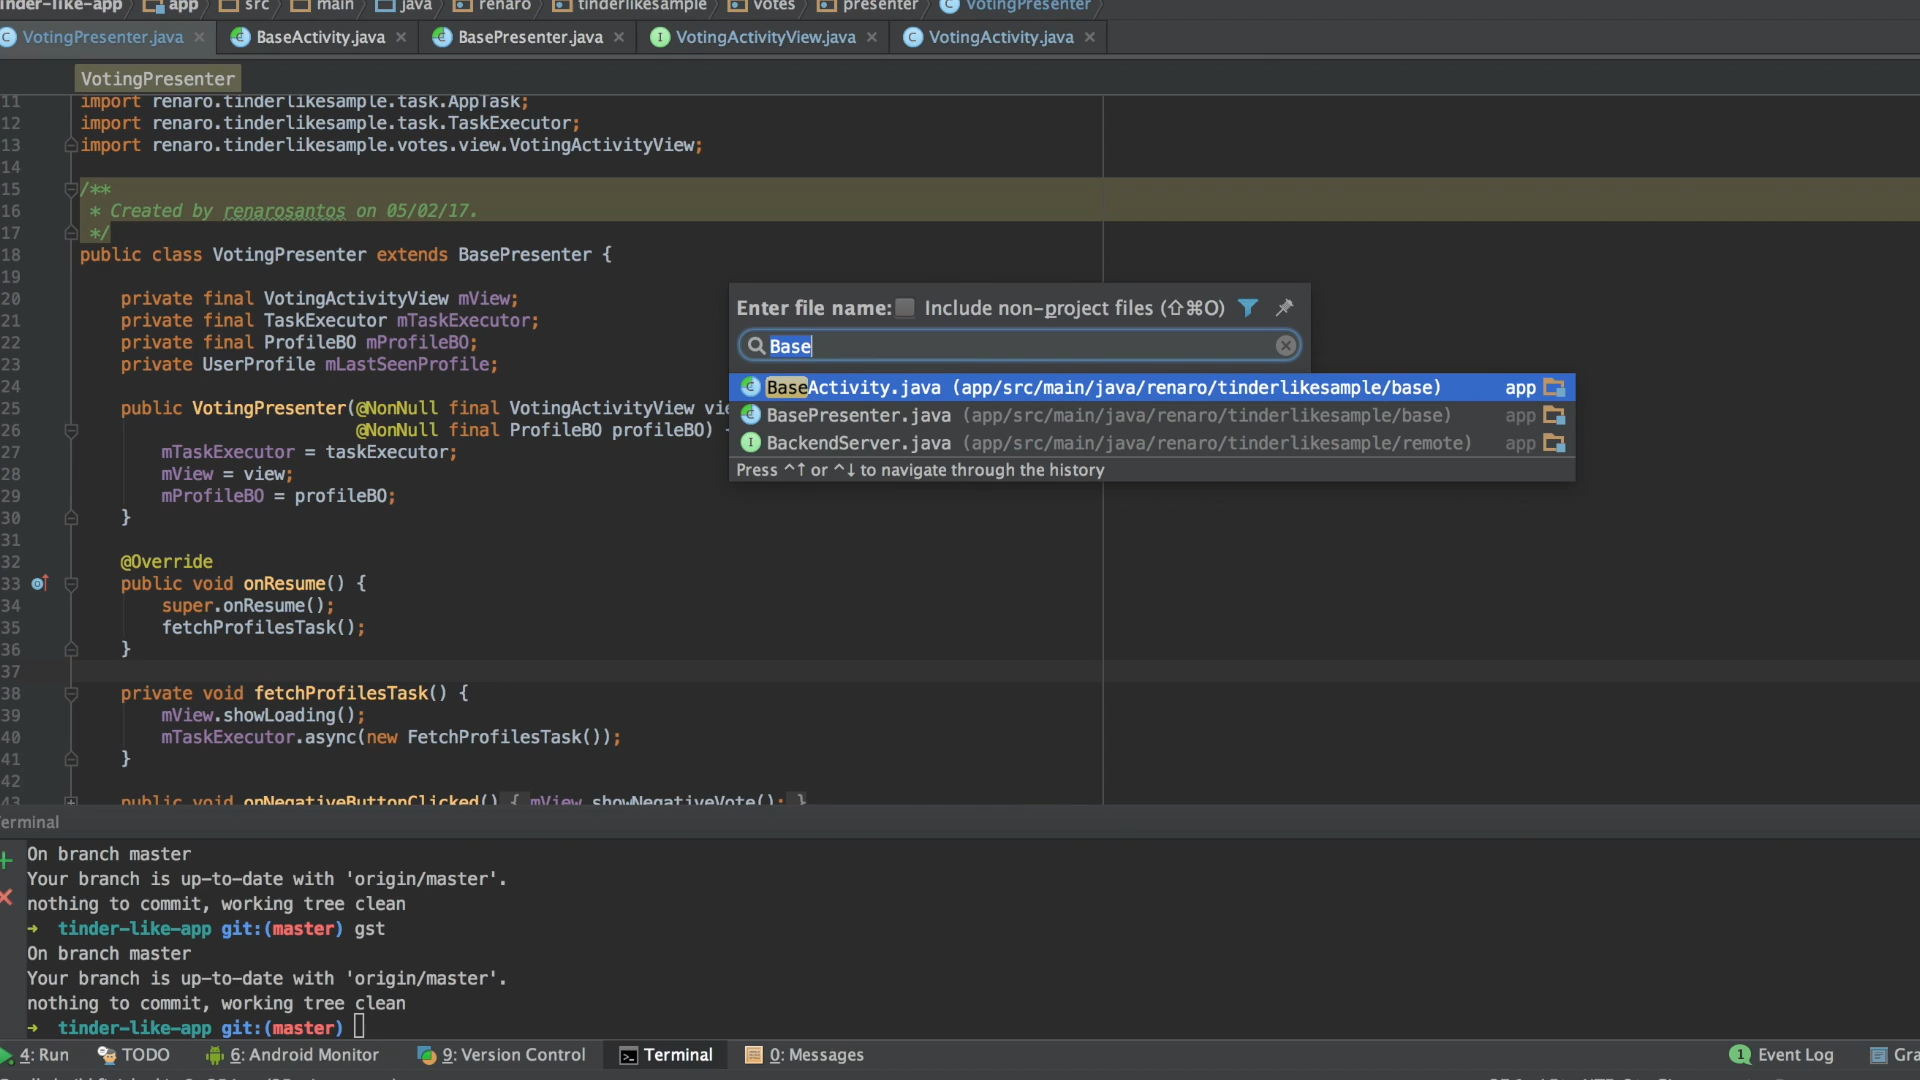 inder-like-app app src main java renaro tinderlikesample votes presenter VotingPresenter
VotingPresenter.java BaseActivity.java BasePresenter.java VotingActivityView.java VotingActivity.java
VotingPresenter
11 import renaro.tinderlikesample.task.AppTask;
12 import renaro.tinderlikesample.task.TaskExecutor;
13 import renaro.tinderlikesample.votes.view.VotingActivityView;
14
15 /**
16 * Created by renarosantos on 05/02/17.
17 */
18 public class VotingPresenter extends BasePresenter {
19
20 private final VotingActivityView mView;
21 private final TaskExecutor mTaskExecutor;
22 private final ProfileBO mProfileBO;
23 private UserProfile mLastSeenProfile;
24
25 public VotingPresenter(@NonNull final VotingActivityView vie
26 @NonNull final ProfileBO profileBO)
27 mTaskExecutor = taskExecutor;
28 mView = view;
29 mProfileBO = profileBO;
30 }
31
32 @Override
33 public void onResume() {
34 super.onResume();
35 fetchProfilesTask();
36 }
37
38 private void fetchProfilesTask() {
39 mView.showLoading();
40 mTaskExecutor.async(new FetchProfilesTask());
41 }
42
43 public void onNegativeButtonClicked() { mView.showNegativeVote(); }
Enter file name: Include non-project files (⇧⌘O)
Base
BaseActivity.java (app/src/main/java/renaro/tinderlikesample/base) app
BasePresenter.java (app/src/main/java/renaro/tinderlikesample/base) app
BackendServer.java (app/src/main/java/renaro/tinderlikesample/remote) app
Press ^↑ or ^↓ to navigate through the history
erminal
On branch master
Your branch is up-to-date with 'origin/master'.
nothing to commit, working tree clean
→ tinder-like-app git:(master) gst
On branch master
Your branch is up-to-date with 'origin/master'.
nothing to commit, working tree clean
→ tinder-like-app git:(master)
4: Run TODO 6: Android Monitor 9: Version Control Terminal 0: Messages 1 Event Log Gra